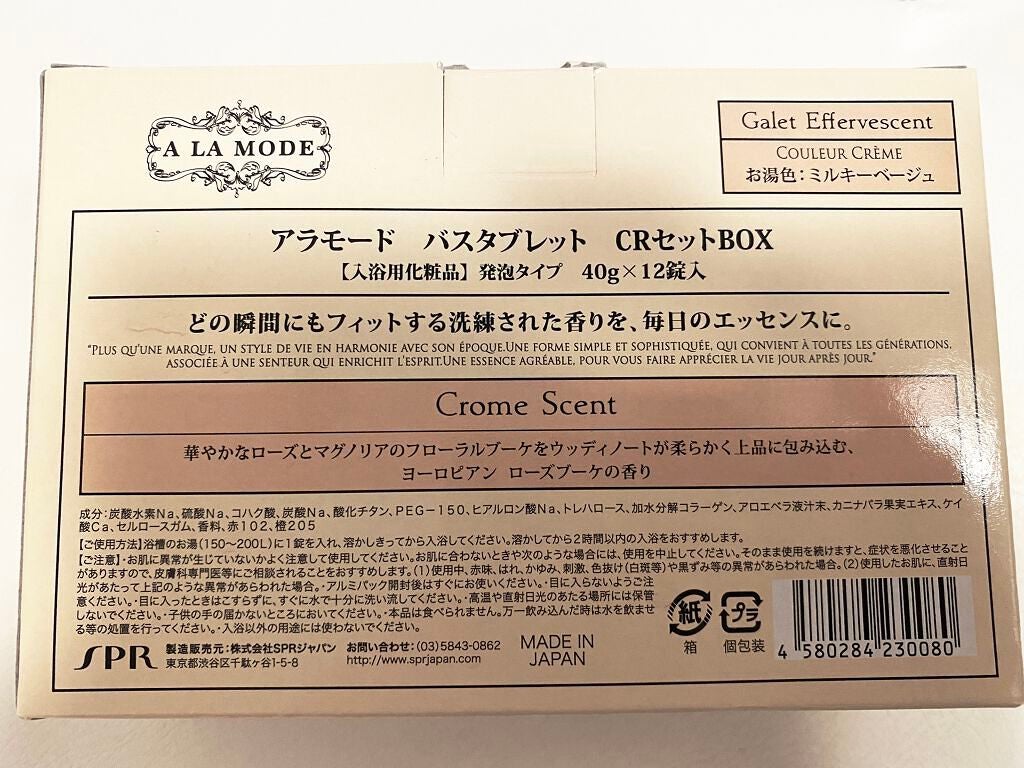 A LA MODE
Galet Effervescent
COULEUR CRÈME
お湯色：ミルキーベージュ
アラモード　バスタブレット　CRセットBOX
【入浴用化粧品】発泡タイプ　40g×12錠入
どの瞬間にもフィットする洗練された香りを、毎日のエッセンスに。
"PLUS QU'UNE MARQUE, UN STYLE DE VIE EN HARMONIE AVEC SON ÉPOQUE.UNE FORME SIMPLE ET SOPHISTIQUÉE, QUI CONVIENT À TOUTES LES GÉNÉRATIONS.
ASSOCIÉE À UNE SENTEUR QUI ENRICHIT L'ESPRIT.UNE ESSENCE AGRÉABLE, POUR VOUS FAIRE APPRÉCIER LA VIE JOUR APRÈS JOUR."
Crome Scent
華やかなローズとマグノリアのフローラルブーケをウッディノートが柔らかく上品に包み込む、
ヨーロピアン ローズブーケの香り
成分：炭酸水素Na、硫酸Na、コハク酸、炭酸Na、酸化チタン、PEG－150、ヒアルロン酸Na、トレハロース、加水分解コラーゲン、アロエベラ液汁末、カニナバラ果実エキス、ケイ
酸Ca、セルロースガム、香料、赤102、橙205
【ご使用方法】浴槽のお湯(150～200L)に1錠を入れ、溶かしきってから入浴してください。溶かしてから2時間以内の入浴をおすすめします。
【ご注意】・お肌に異常が生じていないかよく注意して使用してください。お肌に合わないときや次のような場合には、使用を中止してください。そのまま使用を続けますと、症状を悪化させること
がありますので、皮膚科専門医等にご相談されることをおすすめします。(1)使用中、赤味、はれ、かゆみ、刺激、色抜け(白斑等)や黒ずみ等の異常があらわれた場合。(2)使用したお肌に、直射日
光があたって上記のような異常があらわれた場合。・アルミパック開封後はすぐにお使いください。・目に入らないようご注
意ください。・目に入ったときはこすらずに、すぐに水で十分に洗い流してください。・高温や直射日光のあたる場所には保管
しないでください。・子供の手の届かないところにおいてください。・本品は食べられません。万一飲み込んだ時は水を飲ませ
る等の処置を行ってください。・入浴以外の用途には使わないでください。
SPR
製造販売元：株式会社SPRジャパン
東京都渋谷区千駄ヶ谷1-5-8
お問い合わせ：(03)5843-0862
http://www.sprjapan.com
MADE IN
JAPAN
紙
箱
プラ
個包装
4 580284 230080